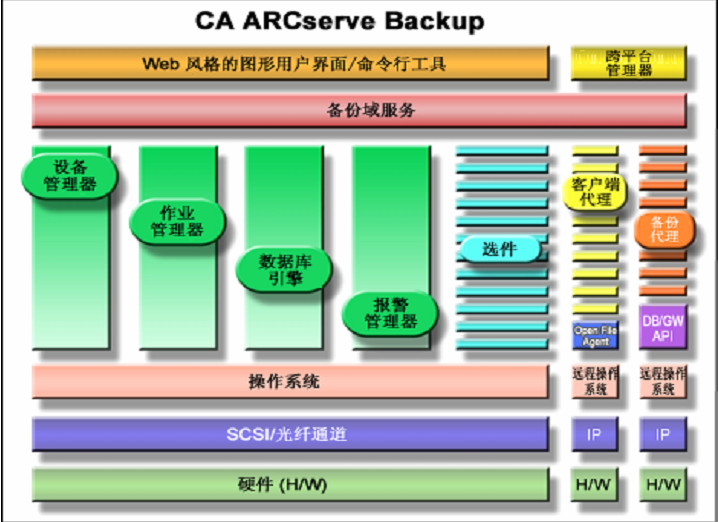 CA ARCserve Backup
Web 风格的图形用户界面/命令行工具
跨平台
管理器
备份域服务
设备
管理器
作业
管理器
数据库
引擎
报警
管理器
选件
客户端
代理
备份
代理
Open File
Agent
DB/GW
API
操作系统
远程操作
系统
远程操作
系统
SCSI/光纤通道
IP
IP
硬件 (H/W)
H/W
H/W